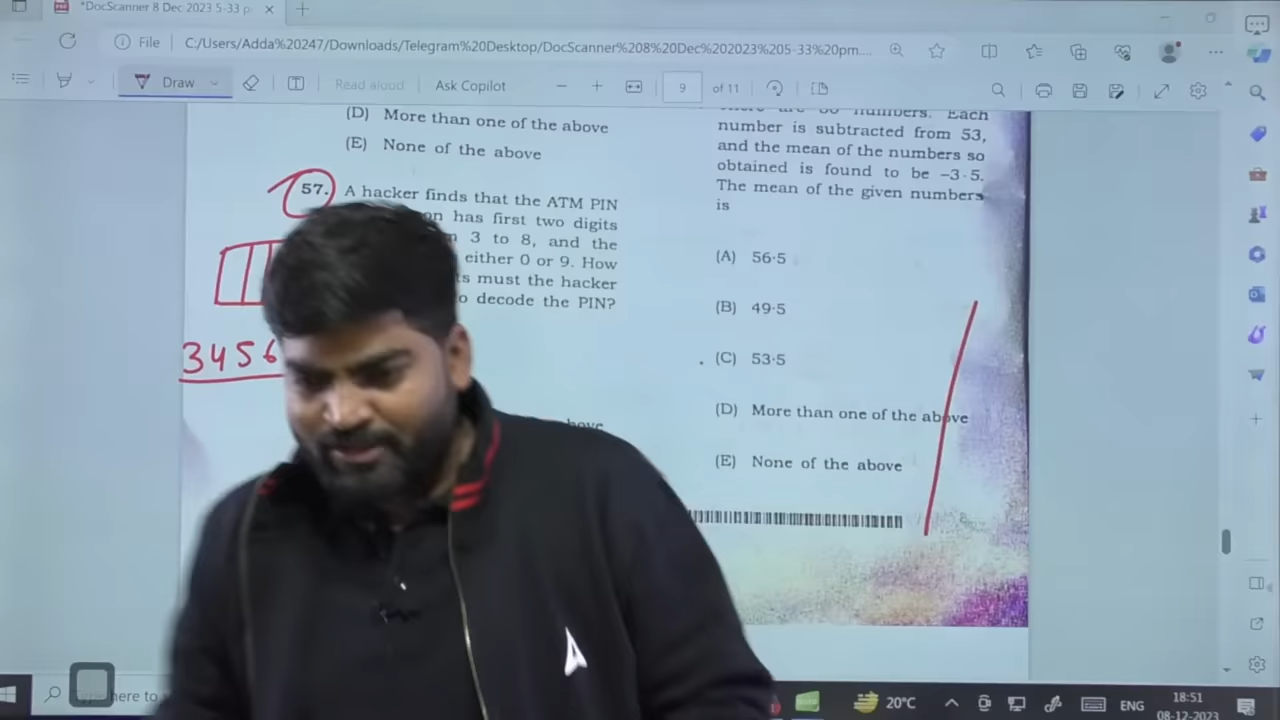 *DocScanner 8 Dec 2023 5-33 p
File
C:/Users/Adda%20247/Downloads/Telegram%20Desktop/DocScanner%208%20Dec%202023%205-33%20pm....
Draw
Read aloud
Ask Copilot
9
of 11
(D) More than one of the above
(E) None of the above
57. A hacker finds that the ATM PIN
on has first two digits
3 to 8, and the
either 0 or 9. How
s must the hacker
o decode the PIN?
3456
numbers. Each
number is subtracted from 53,
and the mean of the numbers so
obtained is found to be −3·5.
The mean of the given numbers
is
(A) 56·5
(B) 49·5
(C) 53·5
(D) More than one of the above
(E) None of the above
here to
20°C
ENG
18:51
08-12-2023